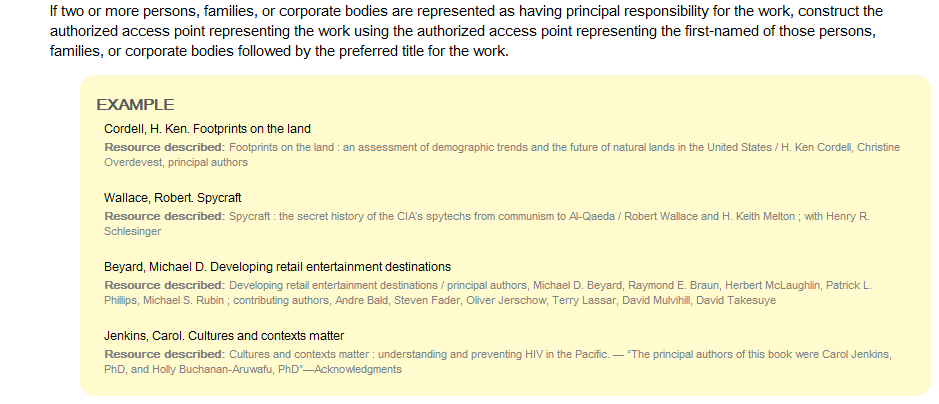 If two or more persons, families, or corporate bodies are represented as having principal responsibility for the work, construct the
authorized access point representing the work using the authorized access point representing the first-named of those persons,
families, or corporate bodies followed by the preferred title for the work.
EXAMPLE
Cordell, H. Ken. Footprints on the land
Resource described: Footprints on the land : an assessment of demographic trends and the future of natural lands in the United States / H. Ken Cordell, Christine
Overdevest, principal authors
Wallace, Robert. Spycraft
Resource described: Spycraft : the secret history of the CIA's spytechs from communism to Al-Qaeda / Robert Wallace and H. Keith Melton ; with Henry R.
Schlesinger
Beyard, Michael D. Developing retail entertainment destinations
Resource described: Developing retail entertainment destinations / principal authors, Michael D. Beyard, Raymond E. Braun, Herbert McLaughlin, Patrick L.
Phillips, Michael S. Rubin ; contributing authors, Andre Bald, Steven Fader, Oliver Jerschow, Terry Lassar, David Mulvihill, David Takesuye
Jenkins, Carol. Cultures and contexts matter
Resource described: Cultures and contexts matter : understanding and preventing HIV in the Pacific. — “The principal authors of this book were Carol Jenkins,
PhD, and Holly Buchanan-Aruwafu, PhD”—Acknowledgments